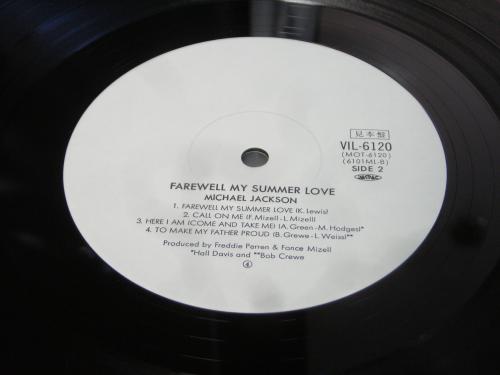 見本盤
VIL-6120
(MOT-6120)
(6101ML-B)
SIDE 2
FAREWELL MY SUMMER LOVE
MICHAEL JACKSON
1. FAREWELL MY SUMMER LOVE (K. Lewis)
2. CALL ON ME (F. Mizell - L. Mizell)
3. HERE I AM (COME AND TAKE ME) (A. Green - M. Hodges)*
4. TO MAKE MY FATHER PROUD (B. Grewe - L. Weiss)**
Produced by Freddie Perren & Fonce Mizell
*Hall Davis and **Bob Crewe
④